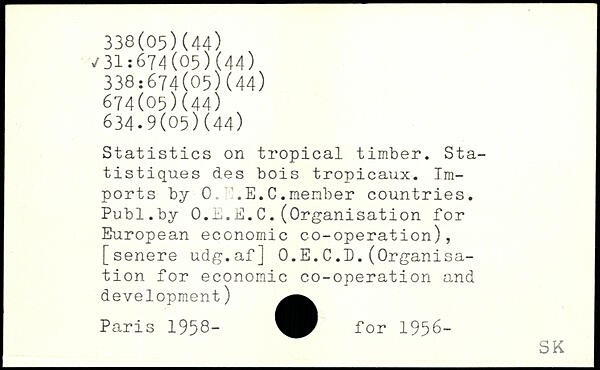 338(05)(44)
✓31:674(05)(44)
338:674(05)(44)
674(05)(44)
634.9(05)(44)
Statistics on tropical timber. Sta-
tistiques des bois tropicaux. Im-
ports by O.E.E.C.member countries.
Publ.by O.E.E.C.(Organisation for
European economic co-operation),
[senere udg.af] O.E.C.D.(Organisa-
tion for economic co-operation and
development)
Paris 1958- for 1956-
SK